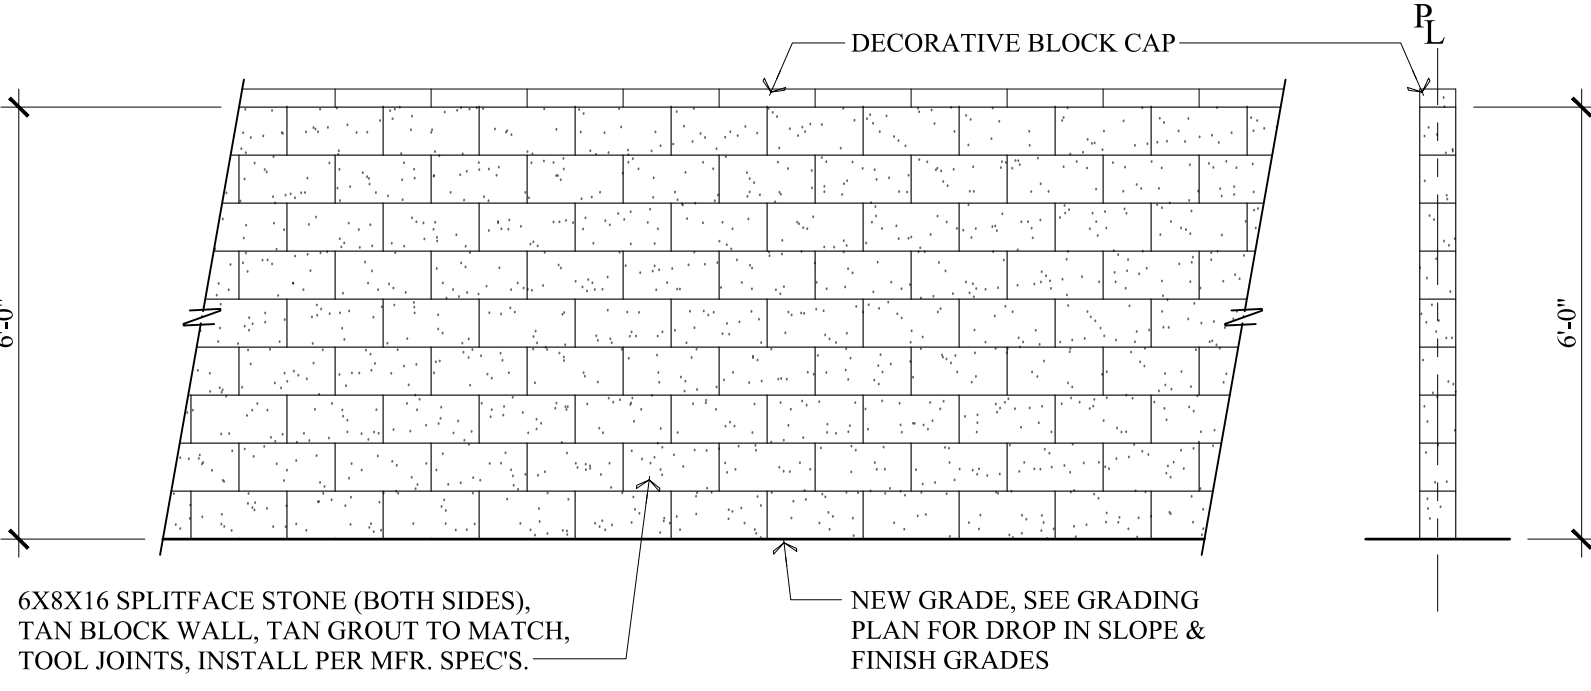 PL
DECORATIVE BLOCK CAP
6'-0"
6'-0"
6X8X16 SPLITFACE STONE (BOTH SIDES),
TAN BLOCK WALL, TAN GROUT TO MATCH,
TOOL JOINTS, INSTALL PER MFR. SPEC'S.
NEW GRADE, SEE GRADING
PLAN FOR DROP IN SLOPE &
FINISH GRADES